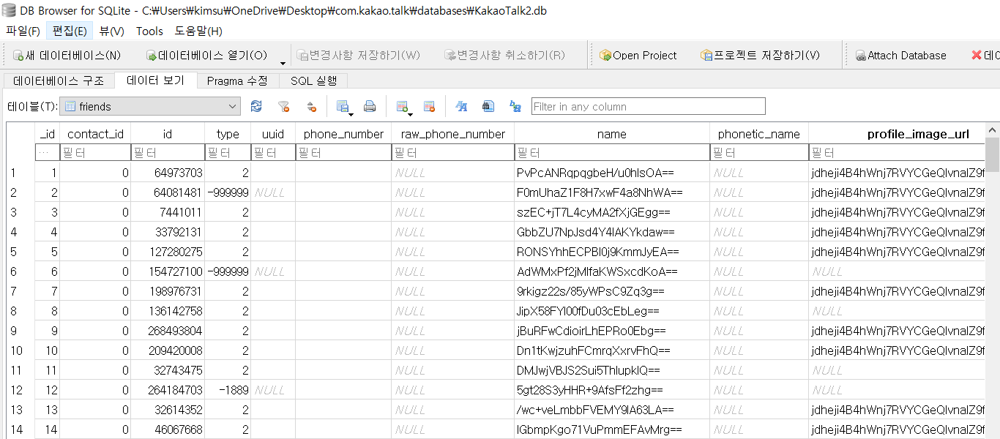 DB Browser for SQLite - C:₩Users₩kimsu₩OneDrive₩Desktop₩com.kakao.talk₩databases₩KakaoTalk2.db
파일(F) 편집(E) 뷰(V) Tools 도움말(H)
새 데이터베이스(N) 데이터베이스 열기(O) 변경사항 저장하기(W) 변경사항 취소하기(R) Open Project 프로젝트 저장하기(V) Attach Database 데
데이터베이스 구조 데이터 보기 Pragma 수정 SQL 실행
테이블(T): friends Filter in any column
_id contact_id id type uuid phone_number raw_phone_number name phonetic_name profile_image_url
... 필터 필터 필터 필터 필터 필터 필터 필터 필터
1 1 0 64973703 2 NULL PvPcANRqpqgbeH/u0hlsOA== NULL jdheji4B4hWnj7RVYCGeQlvnalZ9f
2 2 0 64081481 -999999 NULL NULL F0mUhaZ1F8H7xwF4a8NhWA== NULL jdheji4B4hWnj7RVYCGeQlvnalZ9f
3 3 0 7441011 2 NULL szEC+jT7L4cyMA2fXjGEgg== NULL jdheji4B4hWnj7RVYCGeQlvnalZ9f
4 4 0 33792131 2 NULL GbbZU7NpJsd4Y4lAKYkdaw== NULL jdheji4B4hWnj7RVYCGeQlvnalZ9f
5 5 0 127280275 2 NULL RONSYhhECPBl0j9KmmJyEA== NULL jdheji4B4hWnj7RVYCGeQlvnalZ9f
6 6 0 154727100 -999999 NULL NULL AdWMxPf2jMlfaKWSxcdKoA== NULL NULL
7 7 0 198976731 2 NULL 9rkigz22s/85yWPsC9Zq3g== NULL jdheji4B4hWnj7RVYCGeQlvnalZ9f
8 8 0 136142758 2 NULL JipX58FYl00fDu03cEbLeg== NULL NULL
9 9 0 268493804 2 NULL jBuRFwCdioirLhEPRo0Ebg== NULL jdheji4B4hWnj7RVYCGeQlvnalZ9f
10 10 0 209420008 2 NULL Dn1tKwjzuhFCmrqXxrvFhQ== NULL jdheji4B4hWnj7RVYCGeQlvnalZ9f
11 11 0 32743475 2 NULL DMJwjVBJS2Sui5ThlupklQ== NULL NULL
12 12 0 264184703 -1889 NULL NULL 5gt28S3yHHR+9AfsFf2zhg== NULL NULL
13 13 0 32614352 2 NULL /wc+veLmbbFVEMY9lA63LA== NULL jdheji4B4hWnj7RVYCGeQlvnalZ9f
14 14 0 46067668 2 NULL lGbmpKgo71VuPmmEFAvMrg== NULL jdheji4B4hWnj7RVYCGeQlvnalZ9f